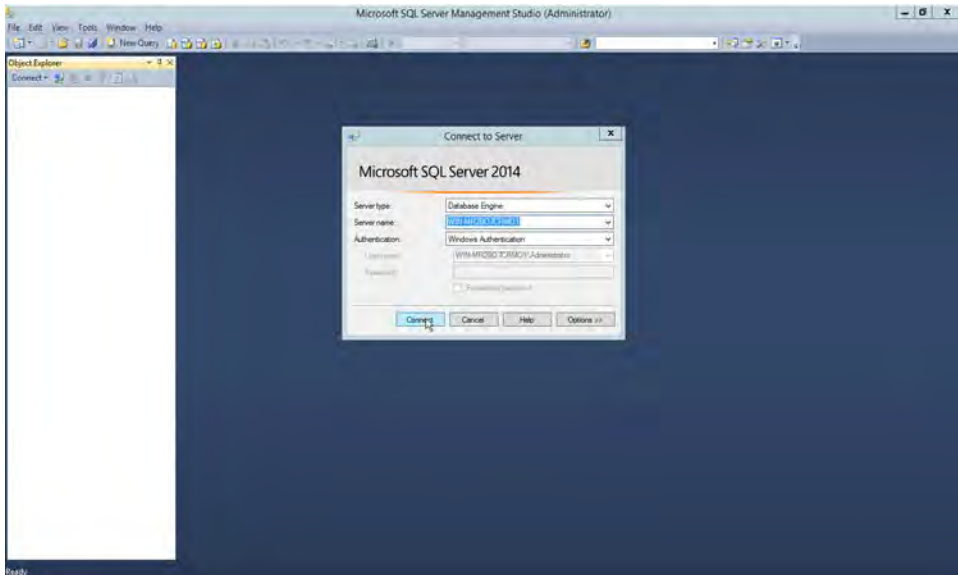 Microsoft SQL Server Management Studio (Administrator)
File Edit View Tools Window Help
New Query
Object Explorer
Connect
Connect to Server
Microsoft SQL Server 2014
Server type: Database Engine
Server name:
Authentication: Windows Authentication
Administrator
Connect Cancel Help Options >>
Ready